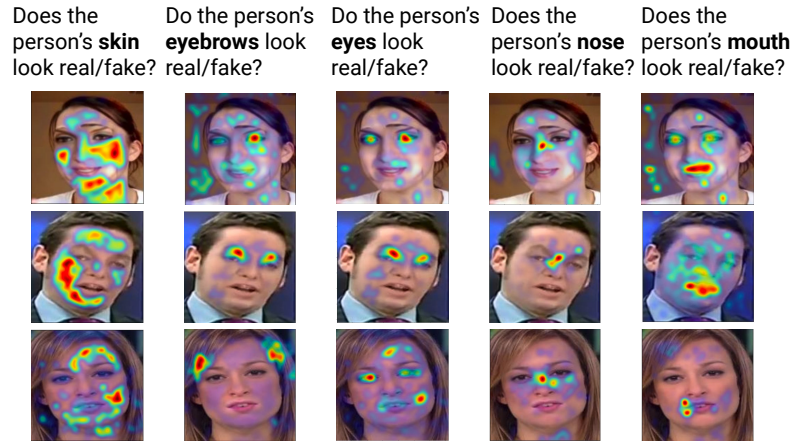 Does the
person's skin
look real/fake?
Do the person's
eyebrows look
real/fake?
Do the person's
eyes look
real/fake?
Does the
person's nose
look real/fake?
Does the
person's mouth
look real/fake?